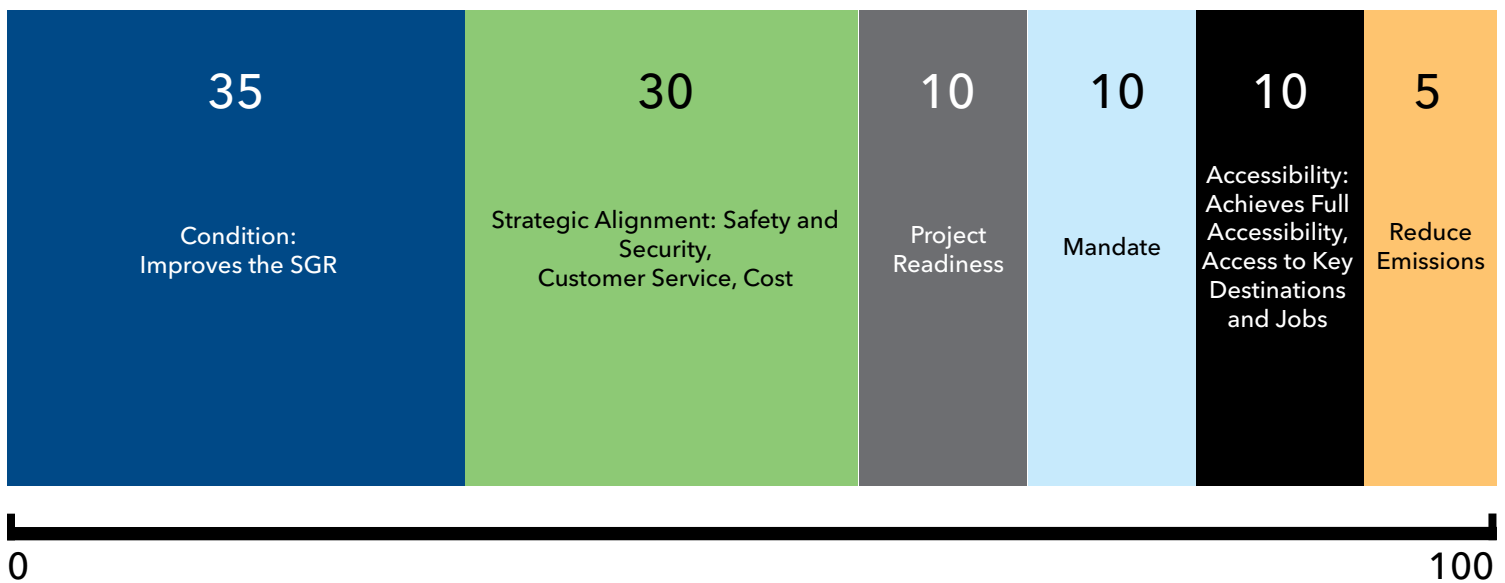 35
Condition:
Improves the SGR
30
Strategic Alignment: Safety and
Security,
Customer Service, Cost
10
Project
Readiness
10
Mandate
10
Accessibility:
Achieves Full
Accessibility,
Access to Key
Destinations
and Jobs
5
Reduce
Emissions
0
100